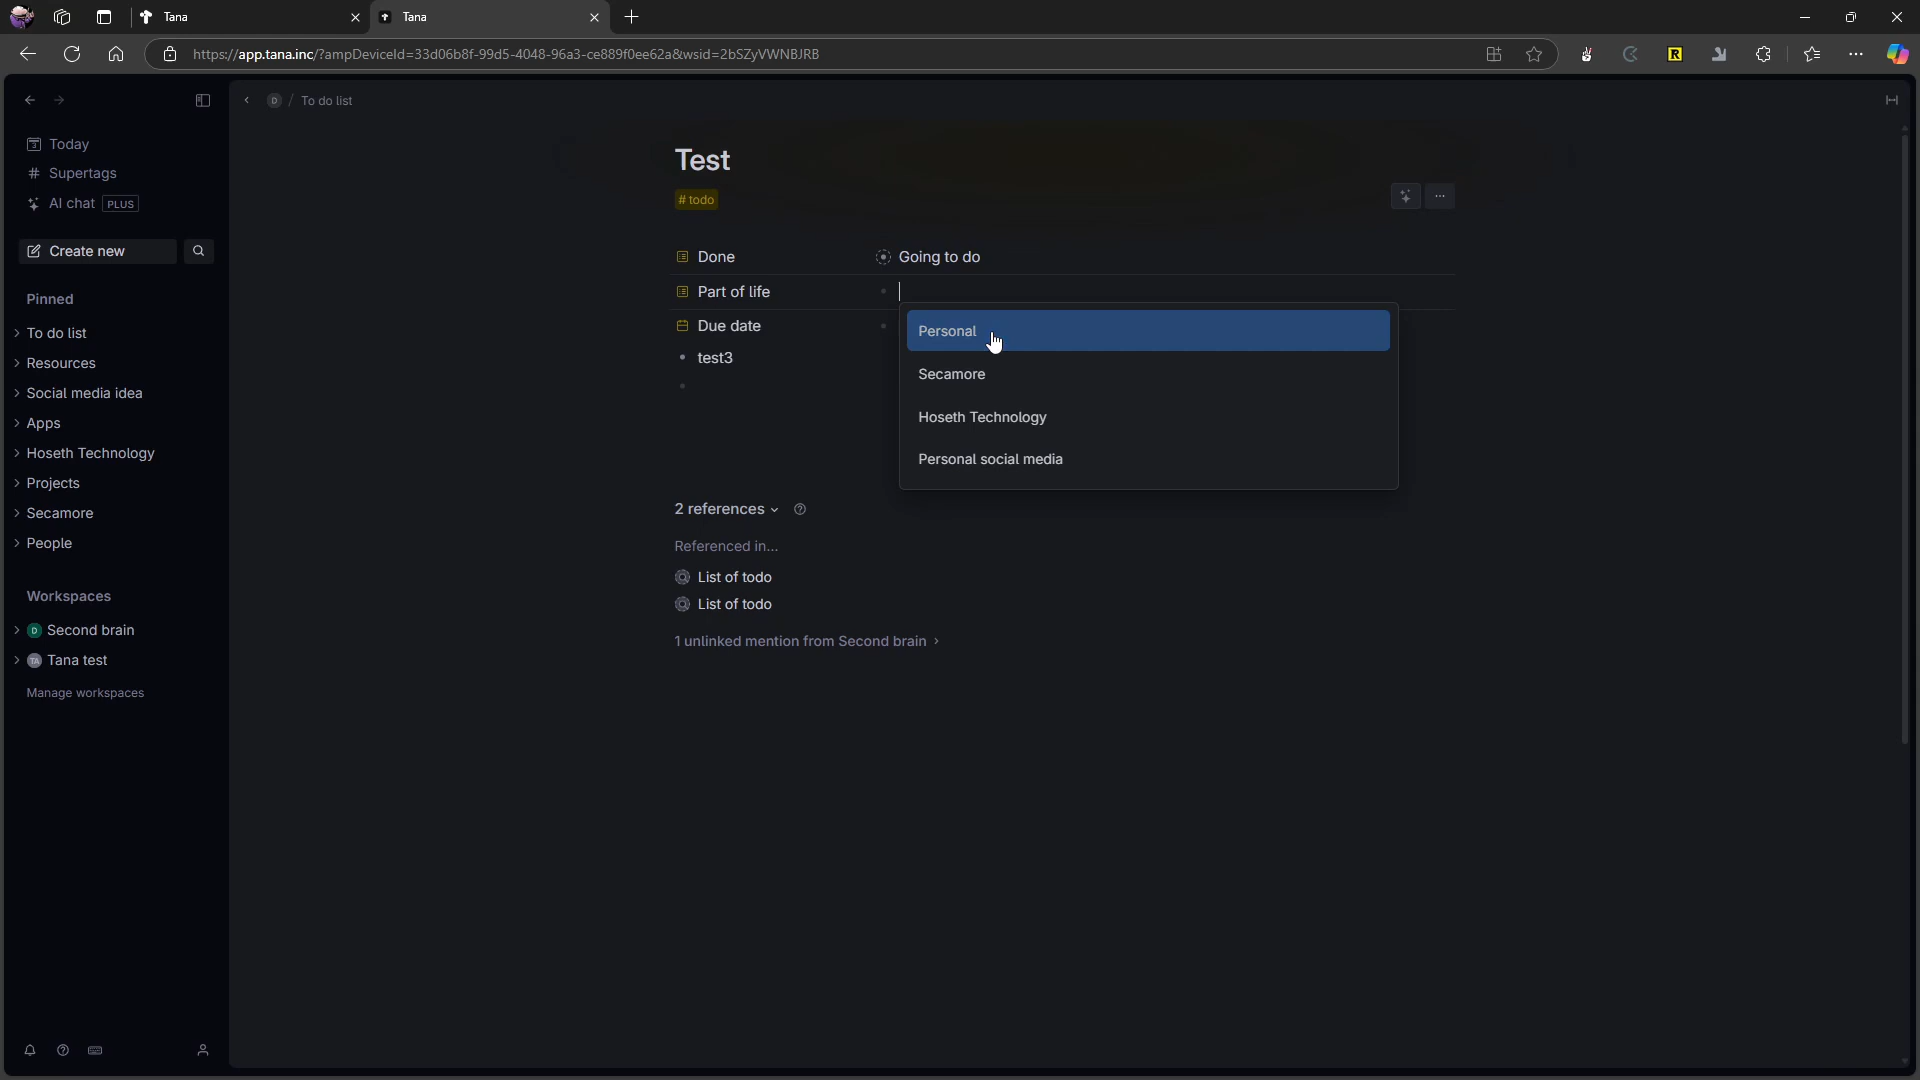 Tana
Tana
https://app.tana.inc/?ampDeviceId=33d06b8f-99d5-4048-96a3-ce889f0ee62a&wsid=2bSZyVWNBJRB
R
D / To do list
Today
# Supertags
AI chat PLUS
Create new
Pinned
To do list
Resources
Social media idea
Apps
Hoseth Technology
Projects
Secamore
People
Workspaces
D Second brain
TA Tana test
Manage workspaces
Test
# todo
Done Going to do
Part of life
Due date
test3
Personal
Secamore
Hoseth Technology
Personal social media
2 references
Referenced in...
List of todo
List of todo
1 unlinked mention from Second brain